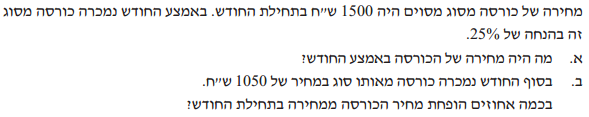 מחירה של כורסה מסוג מסוים היה 1500 ש״ח בתחילת החודש. באמצע החודש נמכרה כורסה מסוג
זה בהנחה של 25%.
א. מה היה מחירה של הכורסה באמצע החודש?
ב. בסוף החודש נמכרה כורסה מאותו סוג במחיר של 1050 ש״ח.
בכמה אחוזים הופחת מחיר הכורסה ממחירה בתחילת החודש?